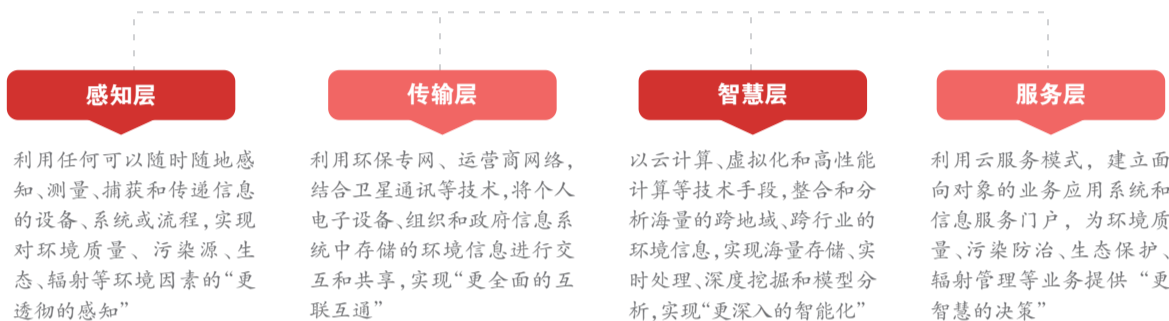 感知层
利用任何可以随时随地感
知、测量、捕获和传递信息
的设备、系统或流程,实现
对环境质量、污染源、生
态、辐射等环境因素的“更
透彻的感知”
传输层
利用环保专网、运营商网络,
结合卫星通讯等技术,将个人
电子设备、组织和政府信息系
统中存储的环境信息进行交
互和共享,实现“更全面的互
联互通”
智慧层
以云计算、虚拟化和高性能
计算等技术手段,整合和分
析海量的跨地域、跨行业的
环境信息,实现海量存储、实
时处理、深度挖掘和模型分
析,实现“更深入的智能化”
服务层
利用云服务模式，建立面
向对象的业务应用系统和
信息服务门户，为环境质
量、污染防治、生态保护、
辐射管理等业务提供“更
智慧的决策”